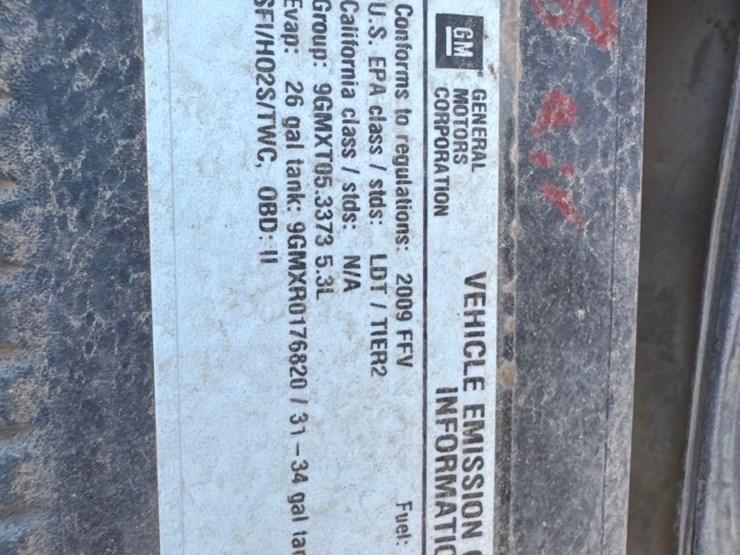 GM
GENERAL
MOTORS
CORPORATION
VEHICLE EMISSION
INFORMATIO
Conforms to regulations: 2009 FFV Fuel:
U.S. EPA class / stds: LDT / TIER2
California class / stds: N/A
Group: 9GMXT05.3373 5.3L
Evap: 26 gal tank: 9GMXR0176820 / 31-34 gal tan
SFI/HO2S/TWC, OBD: II